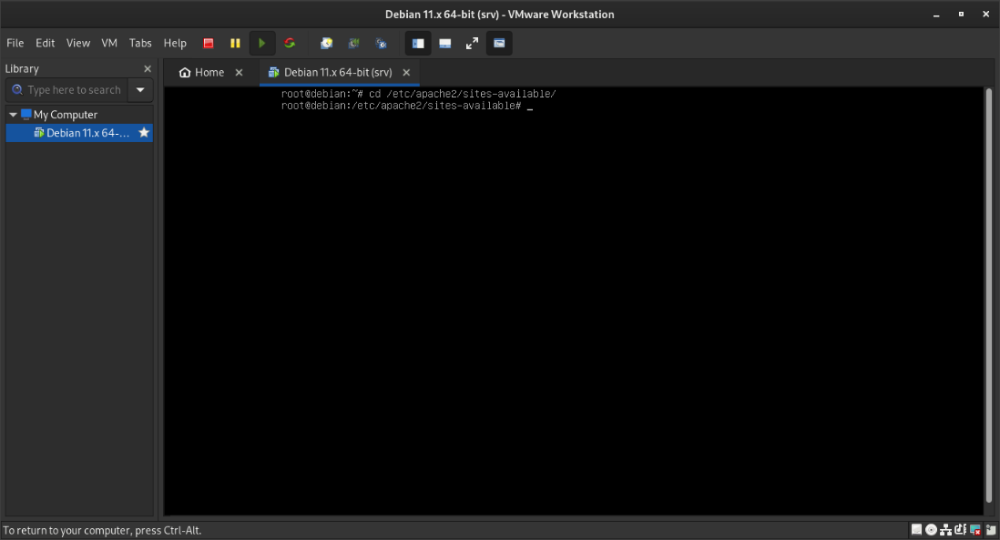 Debian 11.x 64-bit (srv) - VMware Workstation
File Edit View VM Tabs Help
Library
Home
Debian 11.x 64-bit (srv)
Type here to search
My Computer
Debian 11.x 64-...
root@debian:~# cd /etc/apache2/sites-available/
root@debian:/etc/apache2/sites-available# _
To return to your computer, press Ctrl-Alt.